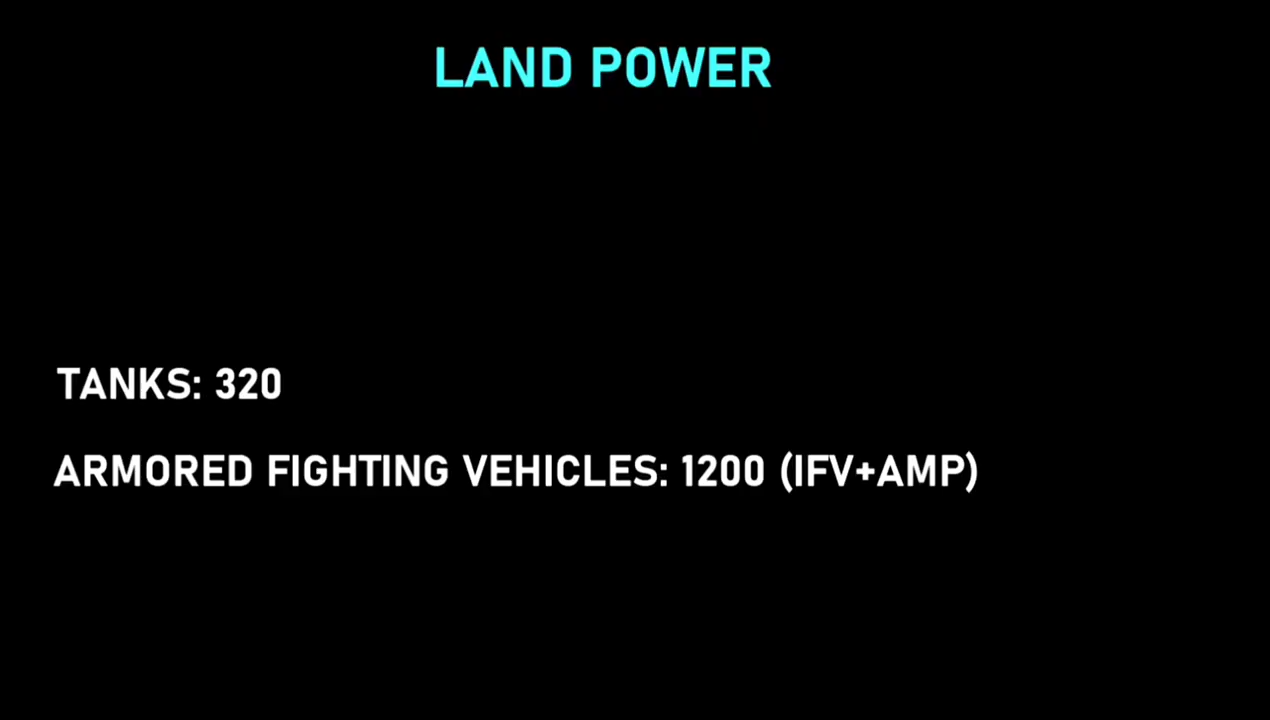 LAND POWER
TANKS: 320
ARMORED FIGHTING VEHICLES: 1200 (IFV+AMP)